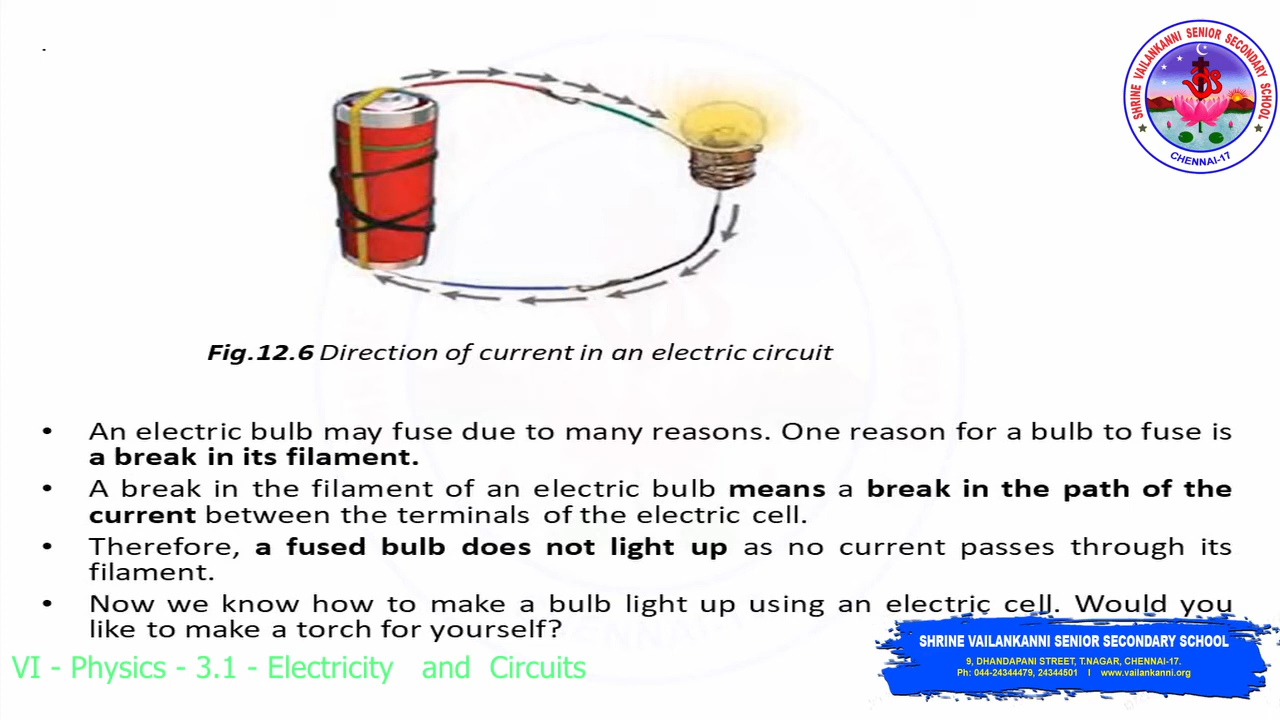 SHRINE VAILANKANNI SENIOR SECONDARY SCHOOL
CHENNAI-17
Fig.12.6 Direction of current in an electric circuit
• An electric bulb may fuse due to many reasons. One reason for a bulb to fuse is
a break in its filament.
• A break in the filament of an electric bulb means a break in the path of the
current between the terminals of the electric cell.
• Therefore, a fused bulb does not light up as no current passes through its
filament.
• Now we know how to make a bulb light up using an electric cell. Would you
like to make a torch for yourself?
VI - Physics - 3.1 - Electricity and Circuits
SHRINE VAILANKANNI SENIOR SECONDARY SCHOOL
9, DHANDAPANI STREET, T.NAGAR, CHENNAI-17.
Ph: 044-24344479, 24344501 I www.vailankanni.org